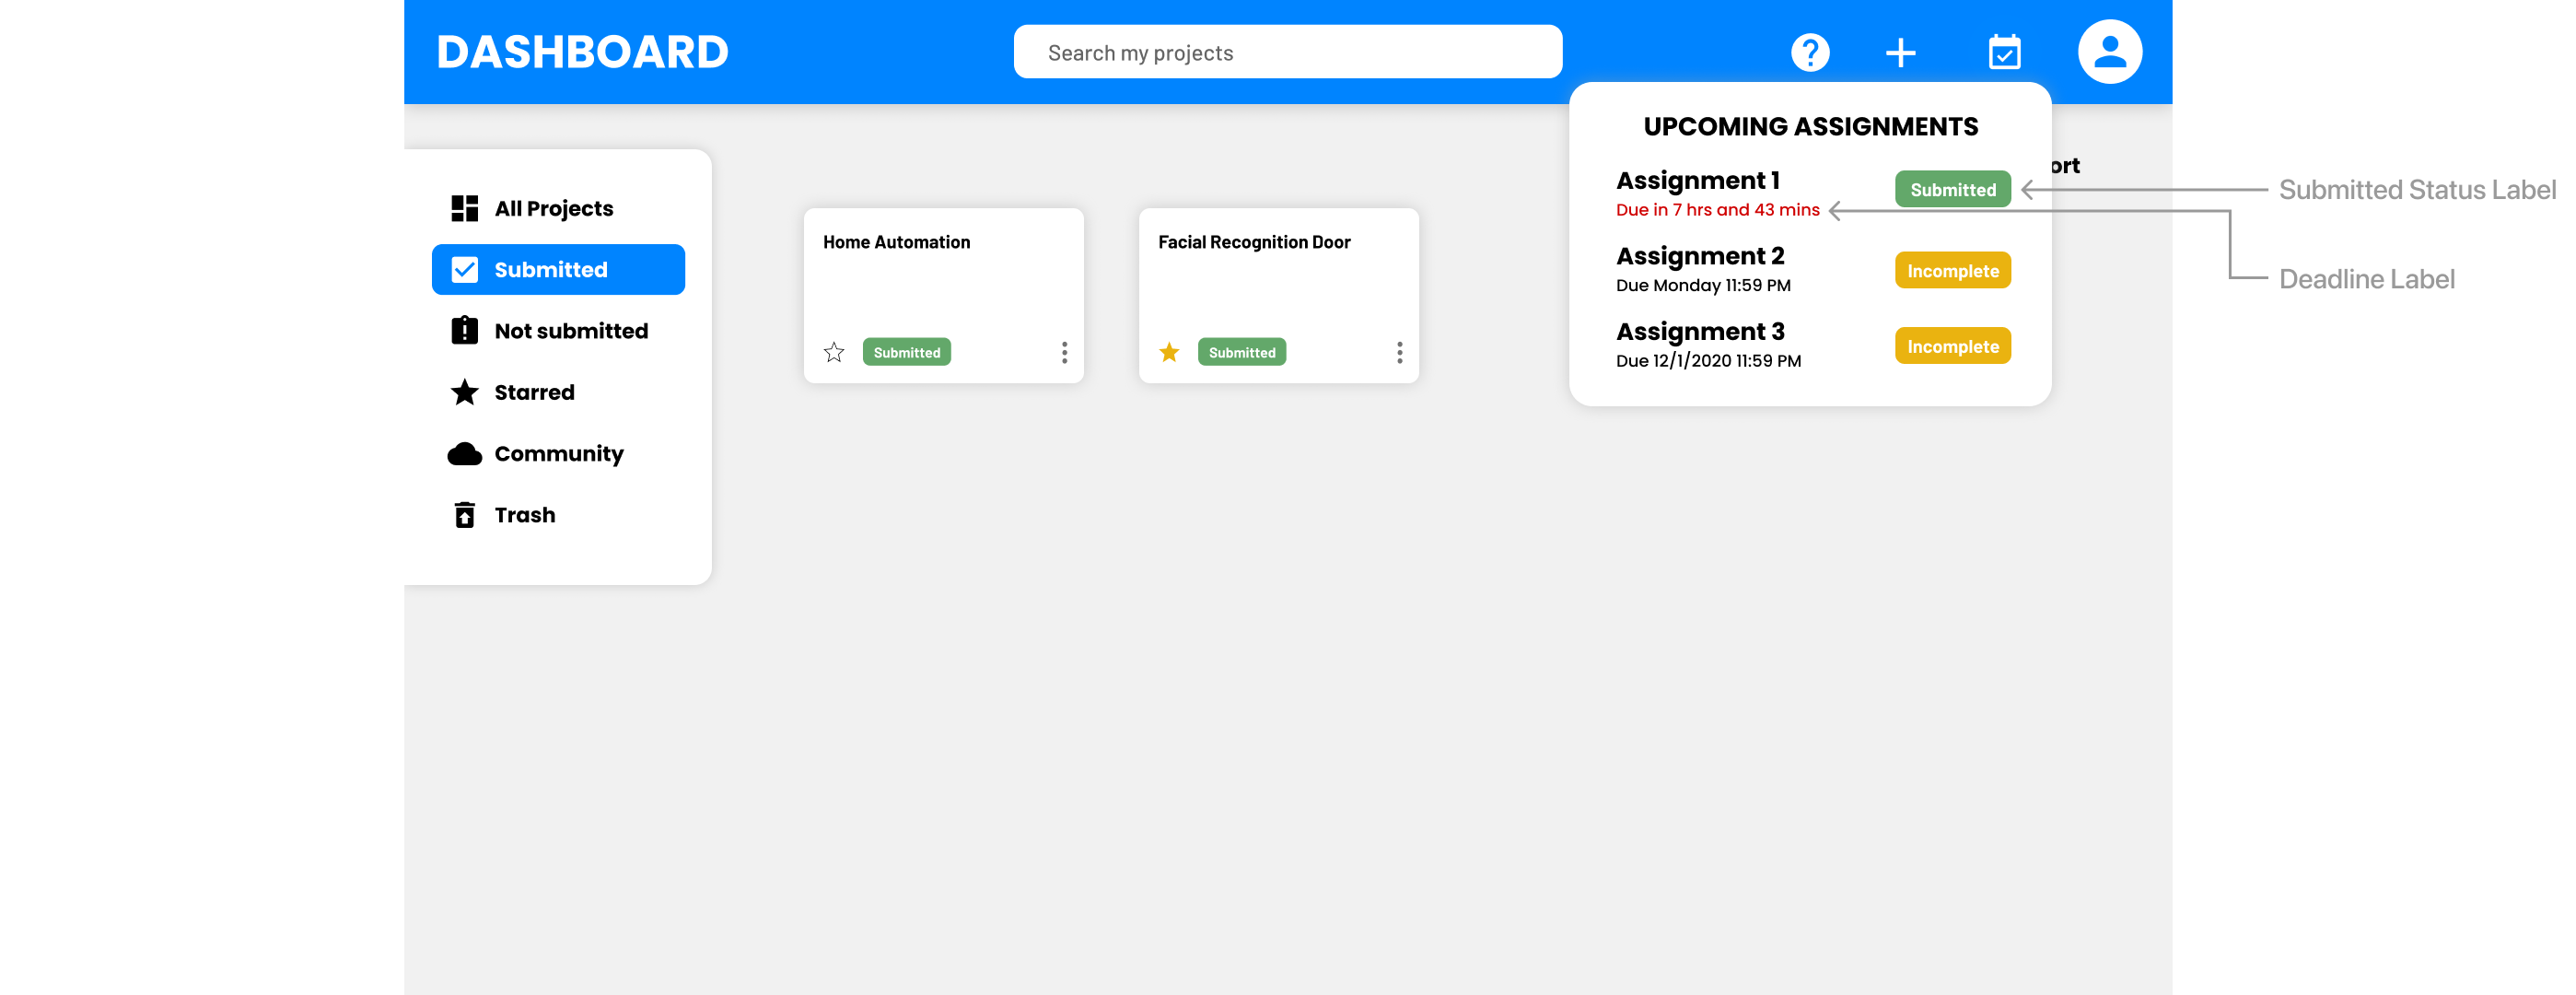 DASHBOARD
Search my projects
All Projects
Submitted
Not submitted
Starred
Community
Trash
Home Automation
Submitted
Facial Recognition Door
Submitted
UPCOMING ASSIGNMENTS
Assignment 1
Due in 7 hrs and 43 mins
Submitted
Assignment 2
Due Monday 11:59 PM
Incomplete
Assignment 3
Due 12/1/2020 11:59 PM
Incomplete
ort
Submitted Status Label
Deadline Label